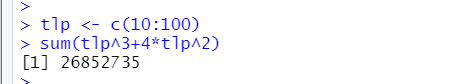 >
> tlp <- c(10:100)
> sum(tlp^3+4*tlp^2)
[1] 26852735
>